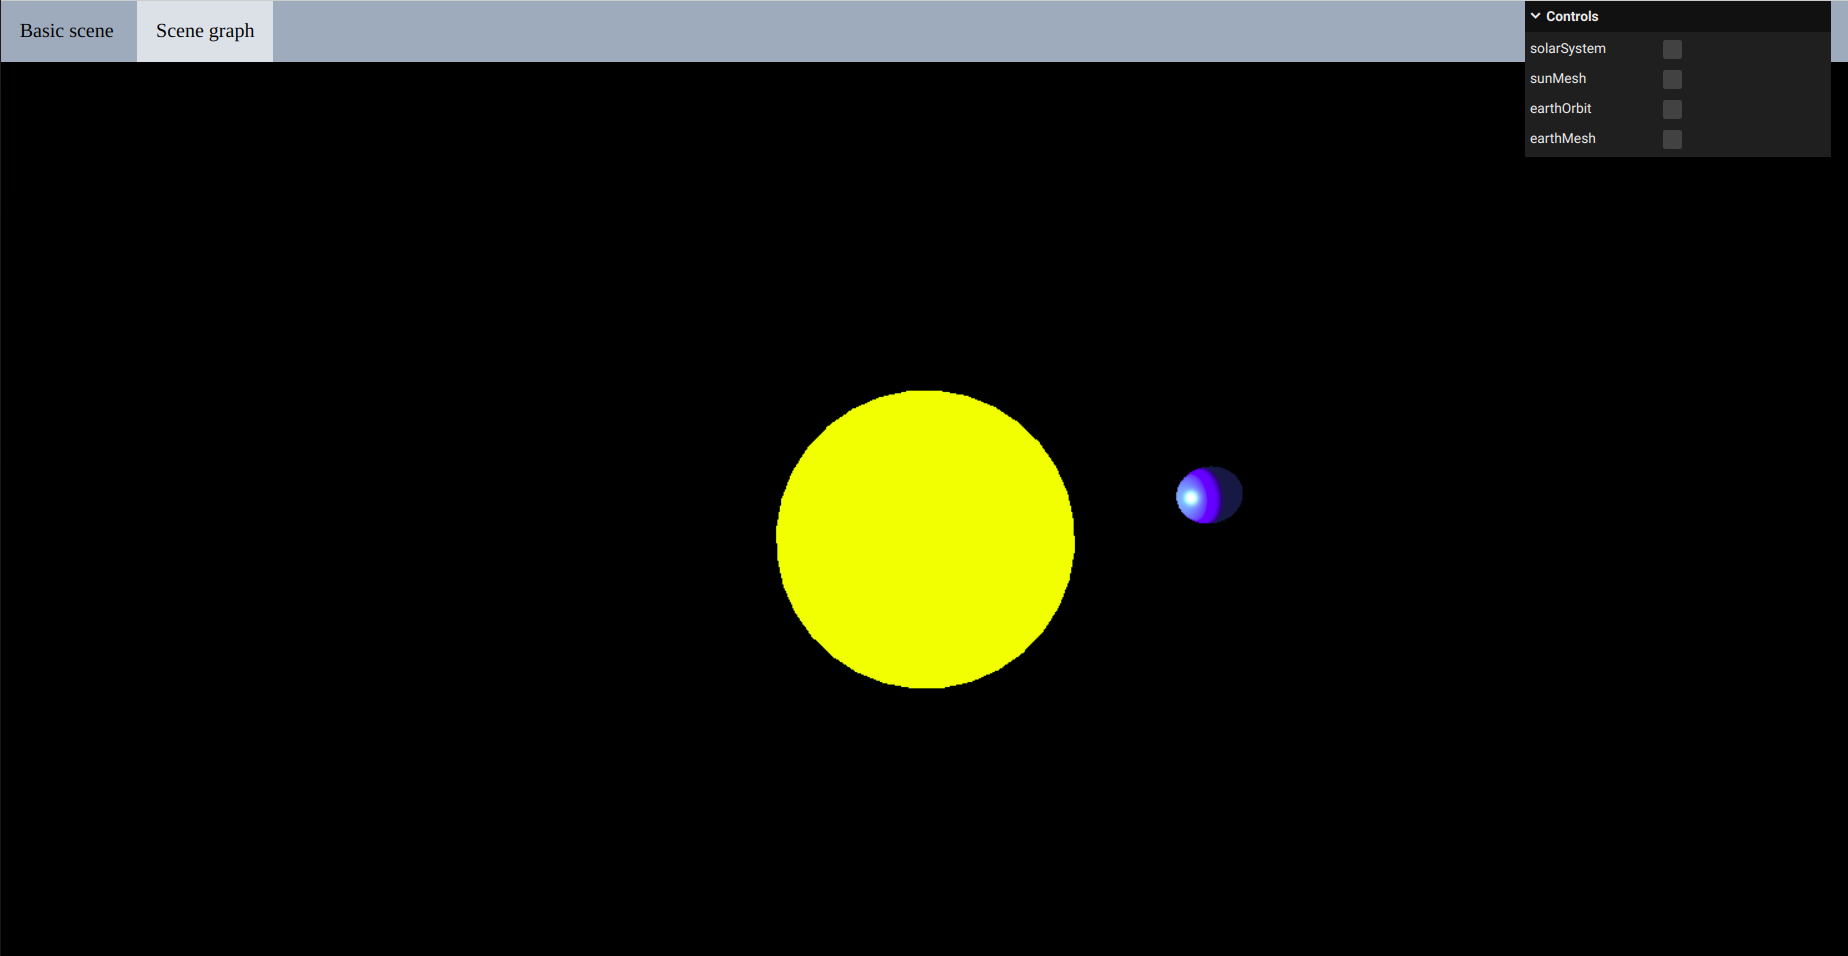 Basic scene
Scene graph
Controls
solarSystem
sunMesh
earthOrbit
earthMesh